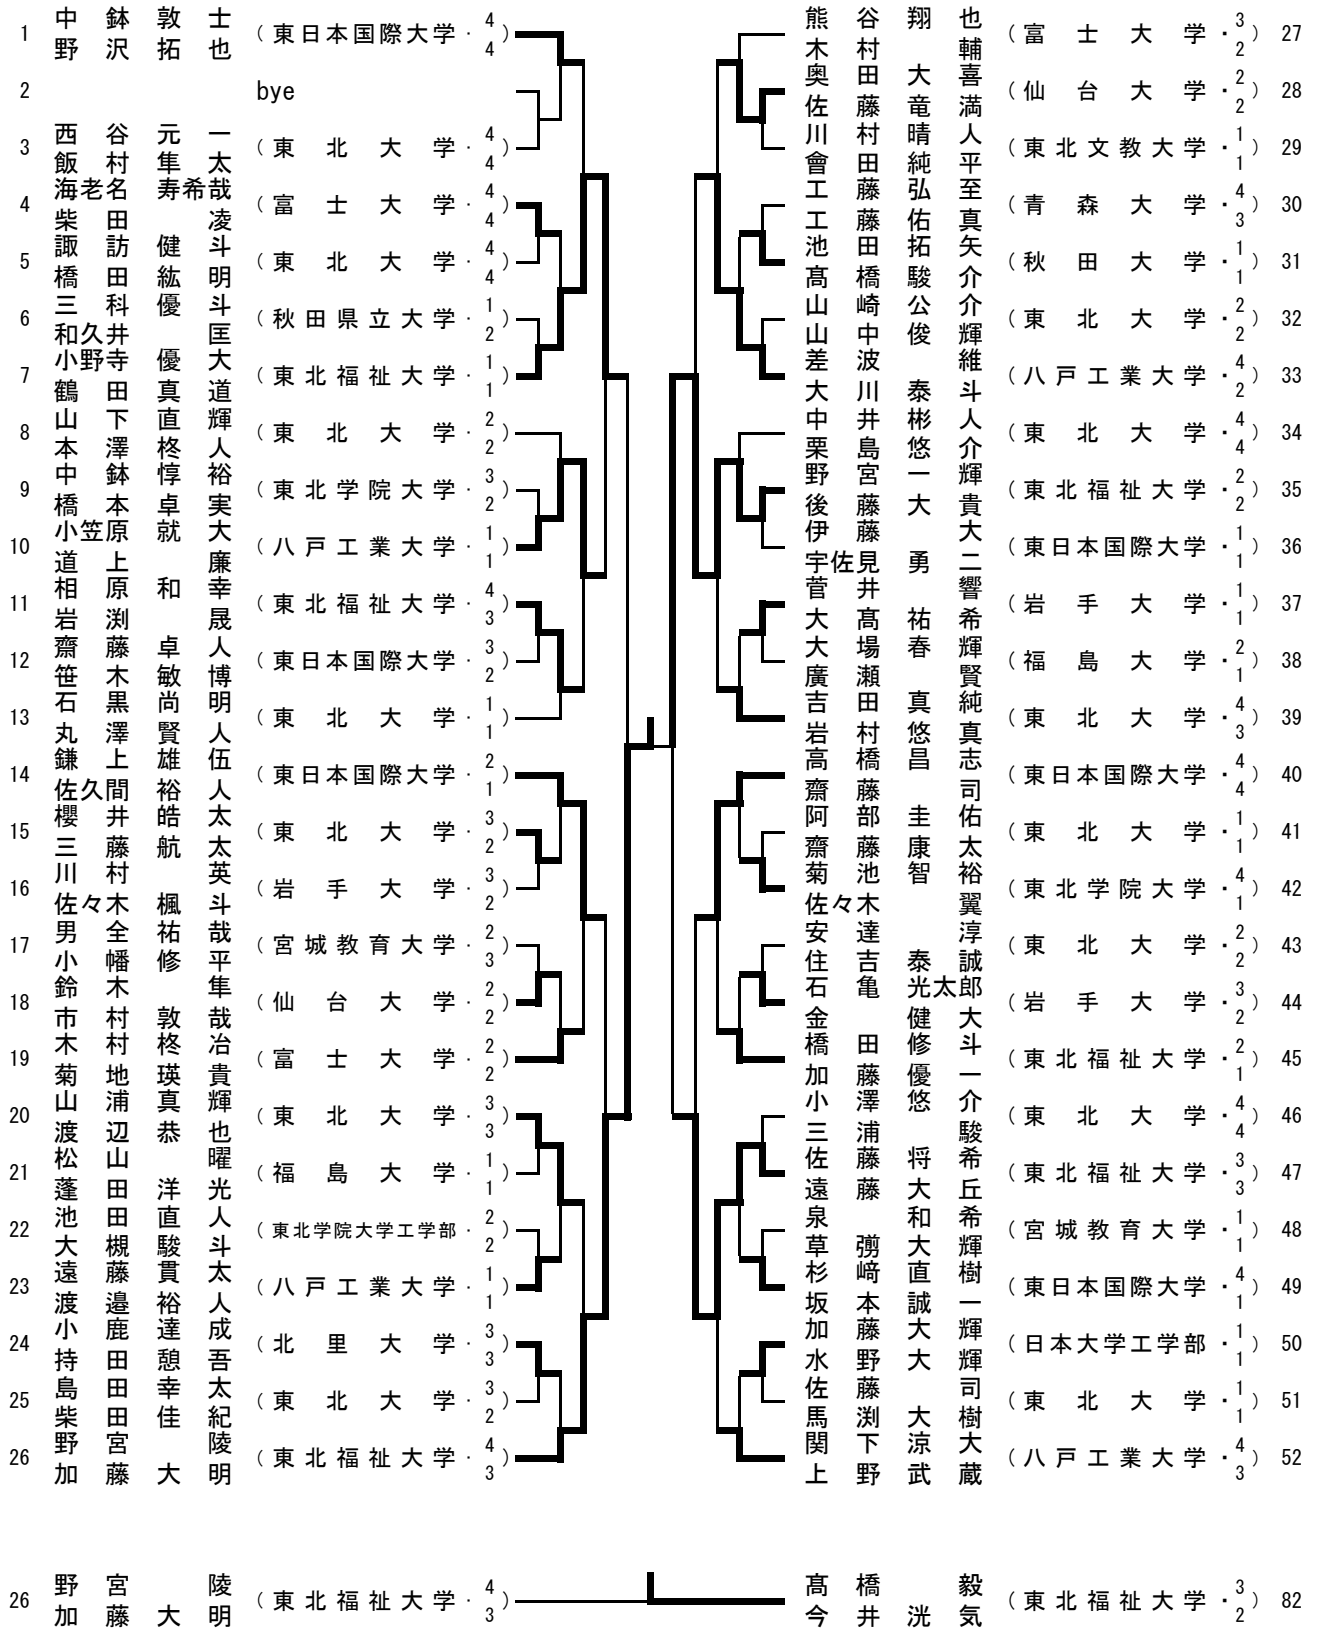 1 中鉢敦士 野沢拓也 (東日本国際大学・4 4)
2 bye
3 西谷元一 飯村隼太 (東北大学・4 4)
4 海老名寿希哉 柴田凌 (富士大学・4 4)
5 諏訪健斗 橋田紘明 (東北大学・4 4)
6 三科優斗 和久井匡 (秋田県立大学・1 2)
7 小野寺優大 鶴田真道 (東北福祉大学・1 1)
8 山下直輝 本澤柊人 (東北大学・2 2)
9 中鉢惇裕 橋本卓実 (東北学院大学・3 2)
10 小笠原就大 道上廉 (八戸工業大学・1 1)
11 相原和幸 岩渕晟 (東北福祉大学・4 3)
12 齋藤卓人 笹木敏博 (東日本国際大学・3 2)
13 石黒尚明 丸澤賢人 (東北大学・1 1)
14 鎌上雄伍 佐久間裕人 (東日本国際大学・2 1)
15 櫻井皓太 三藤航太 (東北大学・3 2)
16 川村英 佐々木楓斗 (岩手大学・3 2)
17 男全祐哉 小幡修平 (宮城教育大学・2 3)
18 鈴木隼 市村敦哉 (仙台大学・2 2)
19 木村柊冶 菊地瑛貴 (富士大学・2 2)
20 山浦真輝 渡辺恭也 (東北大学・3 3)
21 松山曜 蓬田洋光 (福島大学・1 1)
22 池田直人 大槻駿斗 (東北学院大学工学部・2 2)
23 遠藤貫太 渡邉裕人 (八戸工業大学・1 1)
24 小鹿達成 持田憩吾 (北里大学・3 3)
25 島田幸太 柴田佳紀 (東北大学・3 2)
26 野宮陵 加藤大明 (東北福祉大学・4 3)
熊谷翔也 木村輔 (富士大学・3 2) 27
奥田大喜 佐藤竜満 (仙台大学・2 2) 28
川村晴人 會田純平 (東北文教大学・1 1) 29
工藤弘至 工藤佑真 (青森大学・4 3) 30
池田拓矢 髙橋駿介 (秋田大学・1 1) 31
山崎公介 山中俊輝 (東北大学・2 2) 32
差波維 大川泰斗 (八戸工業大学・4 2) 33
中井彬人 栗島悠介 (東北大学・4 4) 34
野宮一輝 後藤大貴 (東北福祉大学・2 2) 35
伊藤大 宇佐見勇二 (東日本国際大学・1 1) 36
菅井響 大髙祐希 (岩手大学・1 1) 37
大場春輝 廣瀬賢 (福島大学・2 1) 38
吉田真純 岩村悠真 (東北大学・4 3) 39
高橋昌志 齋藤司 (東日本国際大学・4 4) 40
阿部圭佑 齋藤康太 (東北大学・1 1) 41
菊池智裕 佐々木翼 (東北学院大学・4 1) 42
安達淳 住吉泰誠 (東北大学・2 2) 43
石亀光太郎 金健大 (岩手大学・3 2) 44
橋田修斗 加藤優一 (東北福祉大学・2 1) 45
小澤悠介 三浦駿 (東北大学・4 4) 46
佐藤将希 遠藤大丘 (東北福祉大学・3 3) 47
泉和希 草彅大輝 (宮城教育大学・1 1) 48
杉﨑直樹 坂本誠一 (東日本国際大学・4 1) 49
加藤大輝 水野大輝 (日本大学工学部・1 1) 50
佐藤司 馬渕大樹 (東北大学・1 1) 51
関下涼大 上野武蔵 (八戸工業大学・4 3) 52
26 野宮陵 加藤大明 (東北福祉大学・4 3)
髙橋毅 今井洸気 (東北福祉大学・3 2) 82